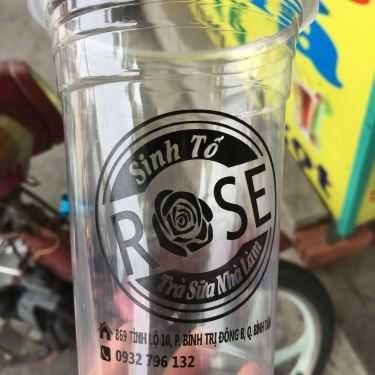 Sinh Tố
ROSE
Trà Sữa Nhà Làm
869 TỈNH LỘ 10, P. BÌNH TRỊ ĐÔNG B, Q. BÌNH TÂN
0932 796 132